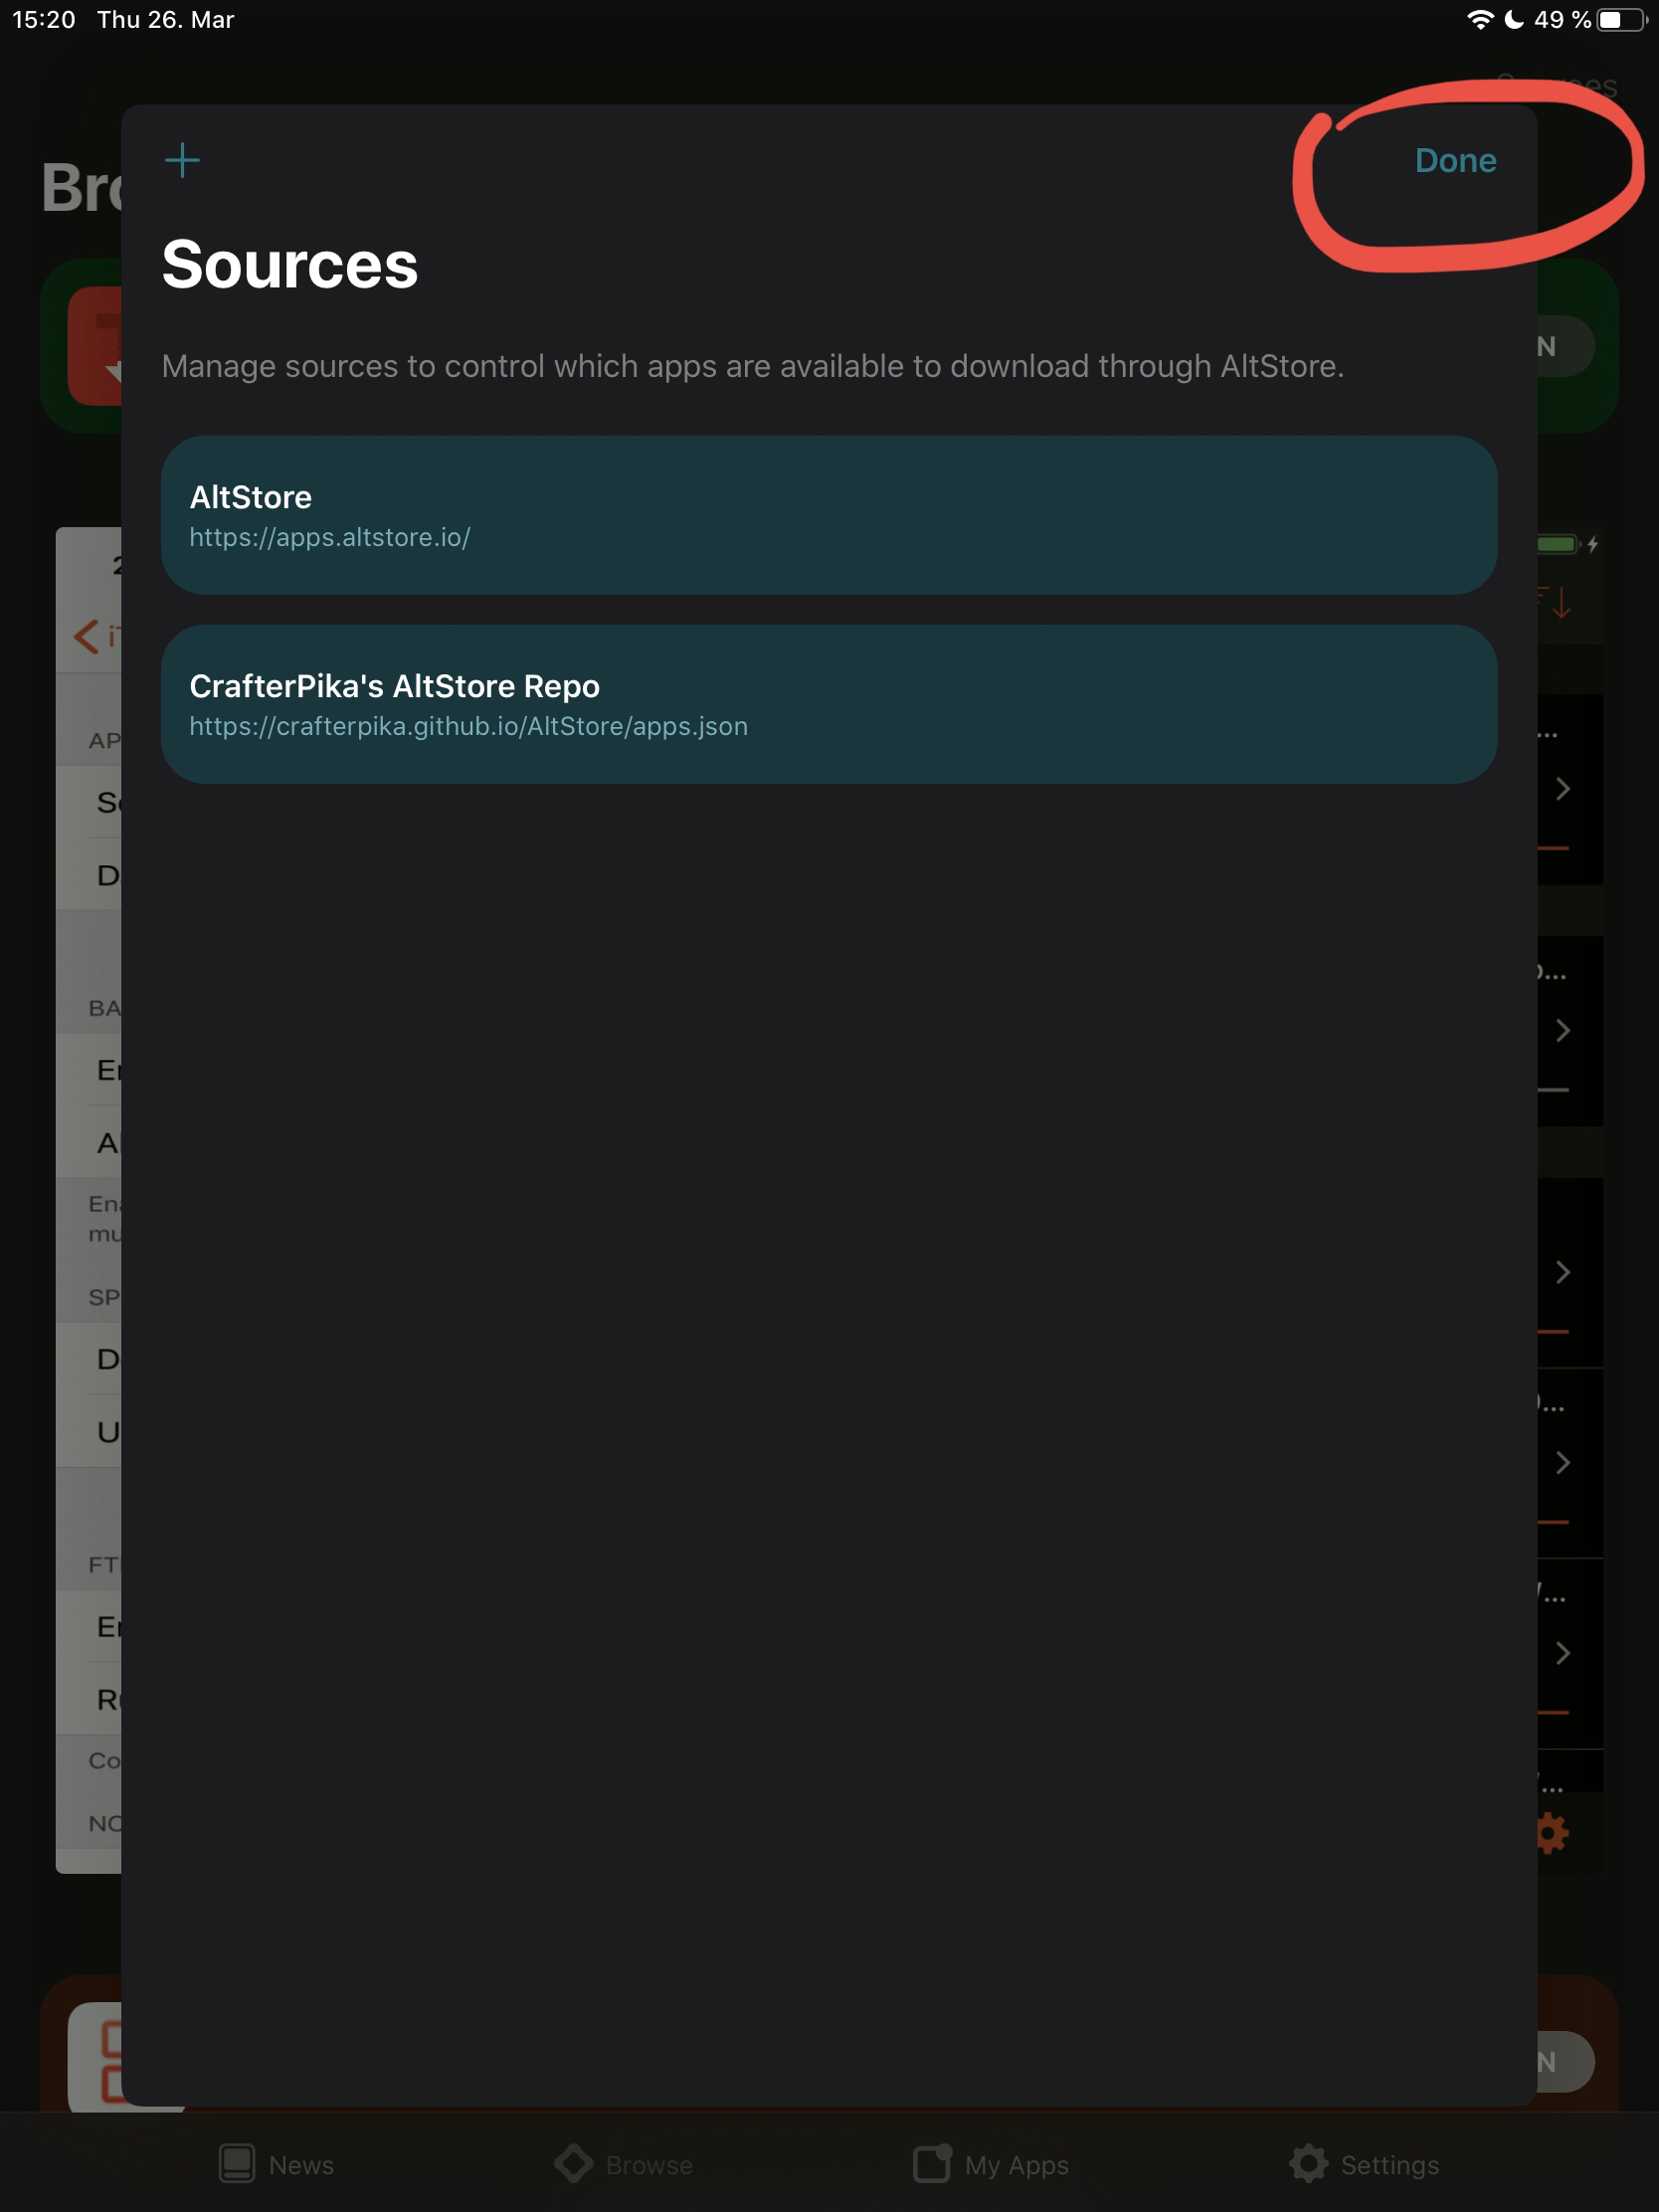 15:20 Thu 26. Mar
49 %
Done
Sources
Manage sources to control which apps are available to download through AltStore.
AltStore
https://apps.altstore.io/
CrafterPika's AltStore Repo
https://crafterpika.github.io/AltStore/apps.json
News
Browse
My Apps
Settings